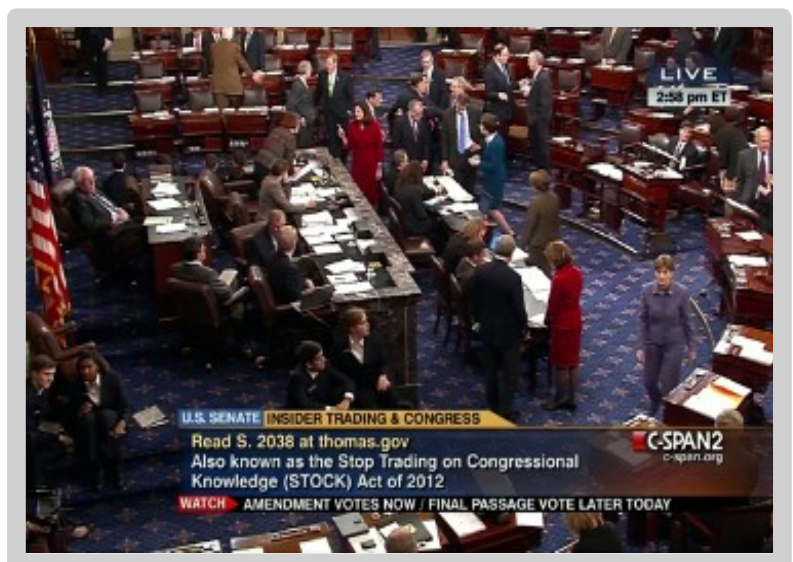 LIVE
2:58 pm ET
U.S. SENATE INSIDER TRADING & CONGRESS
Read S. 2038 at thomas.gov
Also known as the Stop Trading on Congressional
Knowledge (STOCK) Act of 2012
C-SPAN2
c-span.org
WATCH AMENDMENT VOTES NOW / FINAL PASSAGE VOTE LATER TODAY